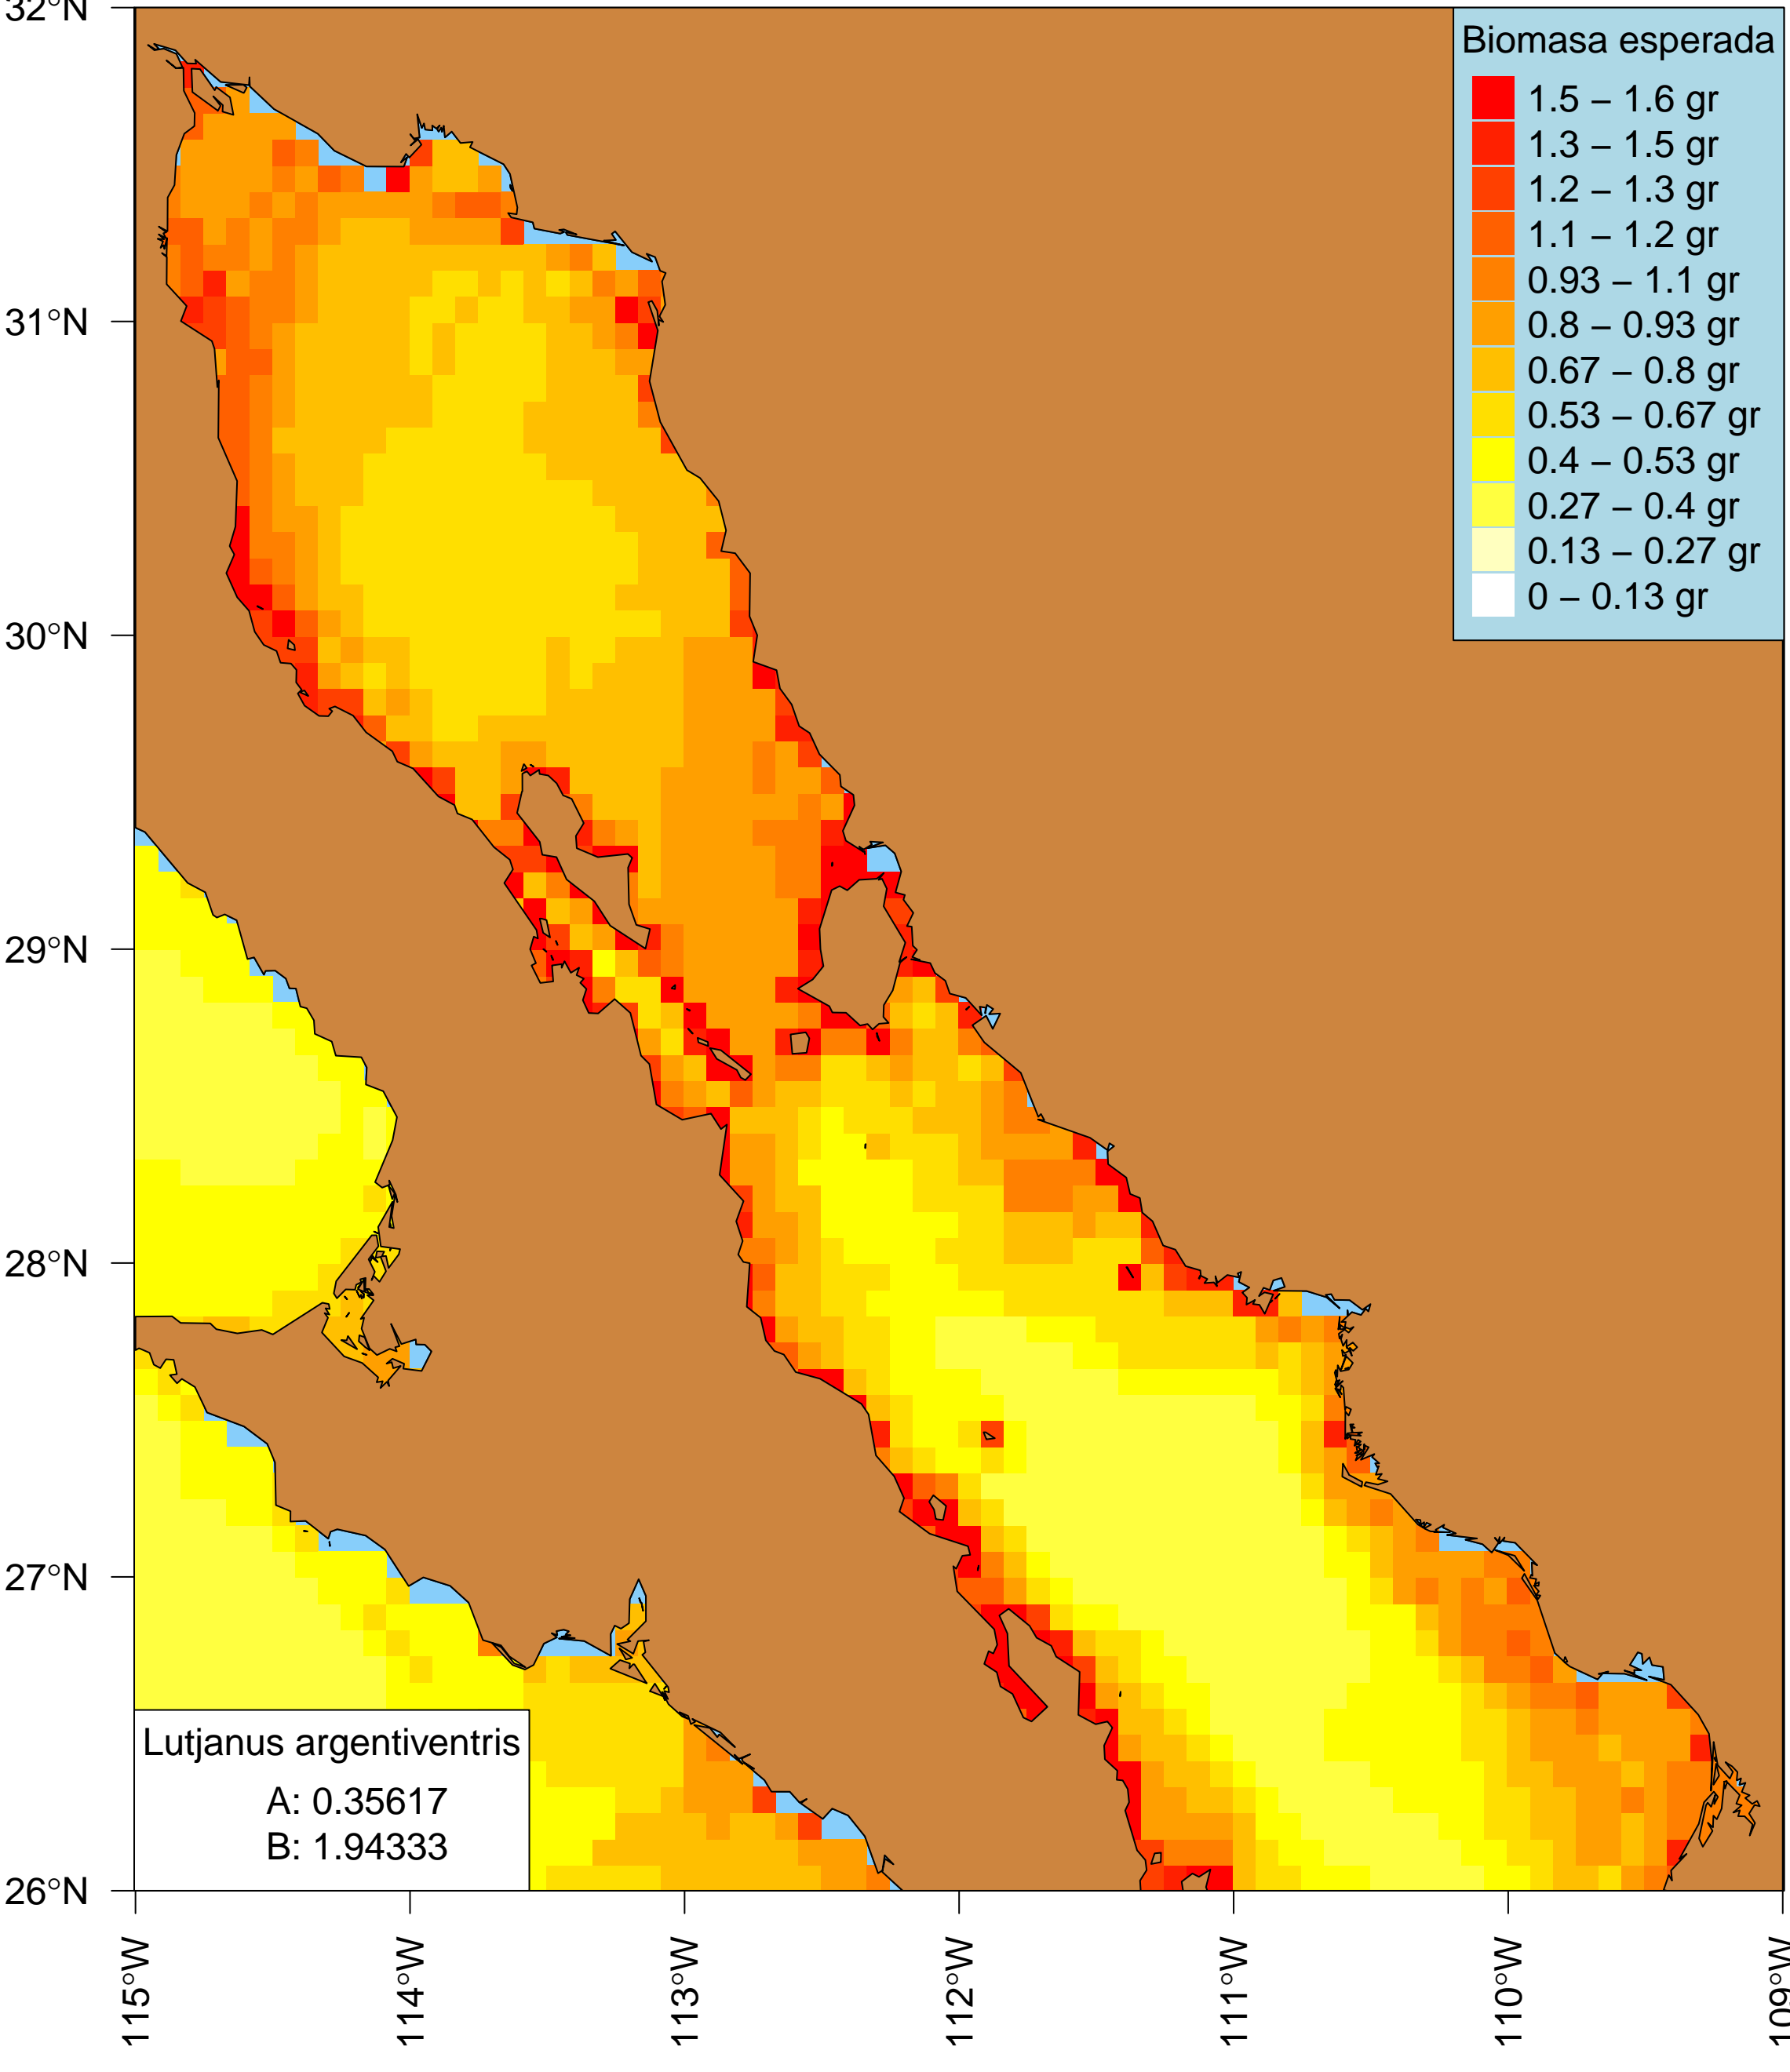 32°N
31°N
30°N
29°N
28°N
27°N
26°N
115°W
114°W
113°W
112°W
111°W
110°W
109°W
Biomasa esperada
1.5 – 1.6 gr
1.3 – 1.5 gr
1.2 – 1.3 gr
1.1 – 1.2 gr
0.93 – 1.1 gr
0.8 – 0.93 gr
0.67 – 0.8 gr
0.53 – 0.67 gr
0.4 – 0.53 gr
0.27 – 0.4 gr
0.13 – 0.27 gr
0 – 0.13 gr
Lutjanus argentiventris
A: 0.35617
B: 1.94333